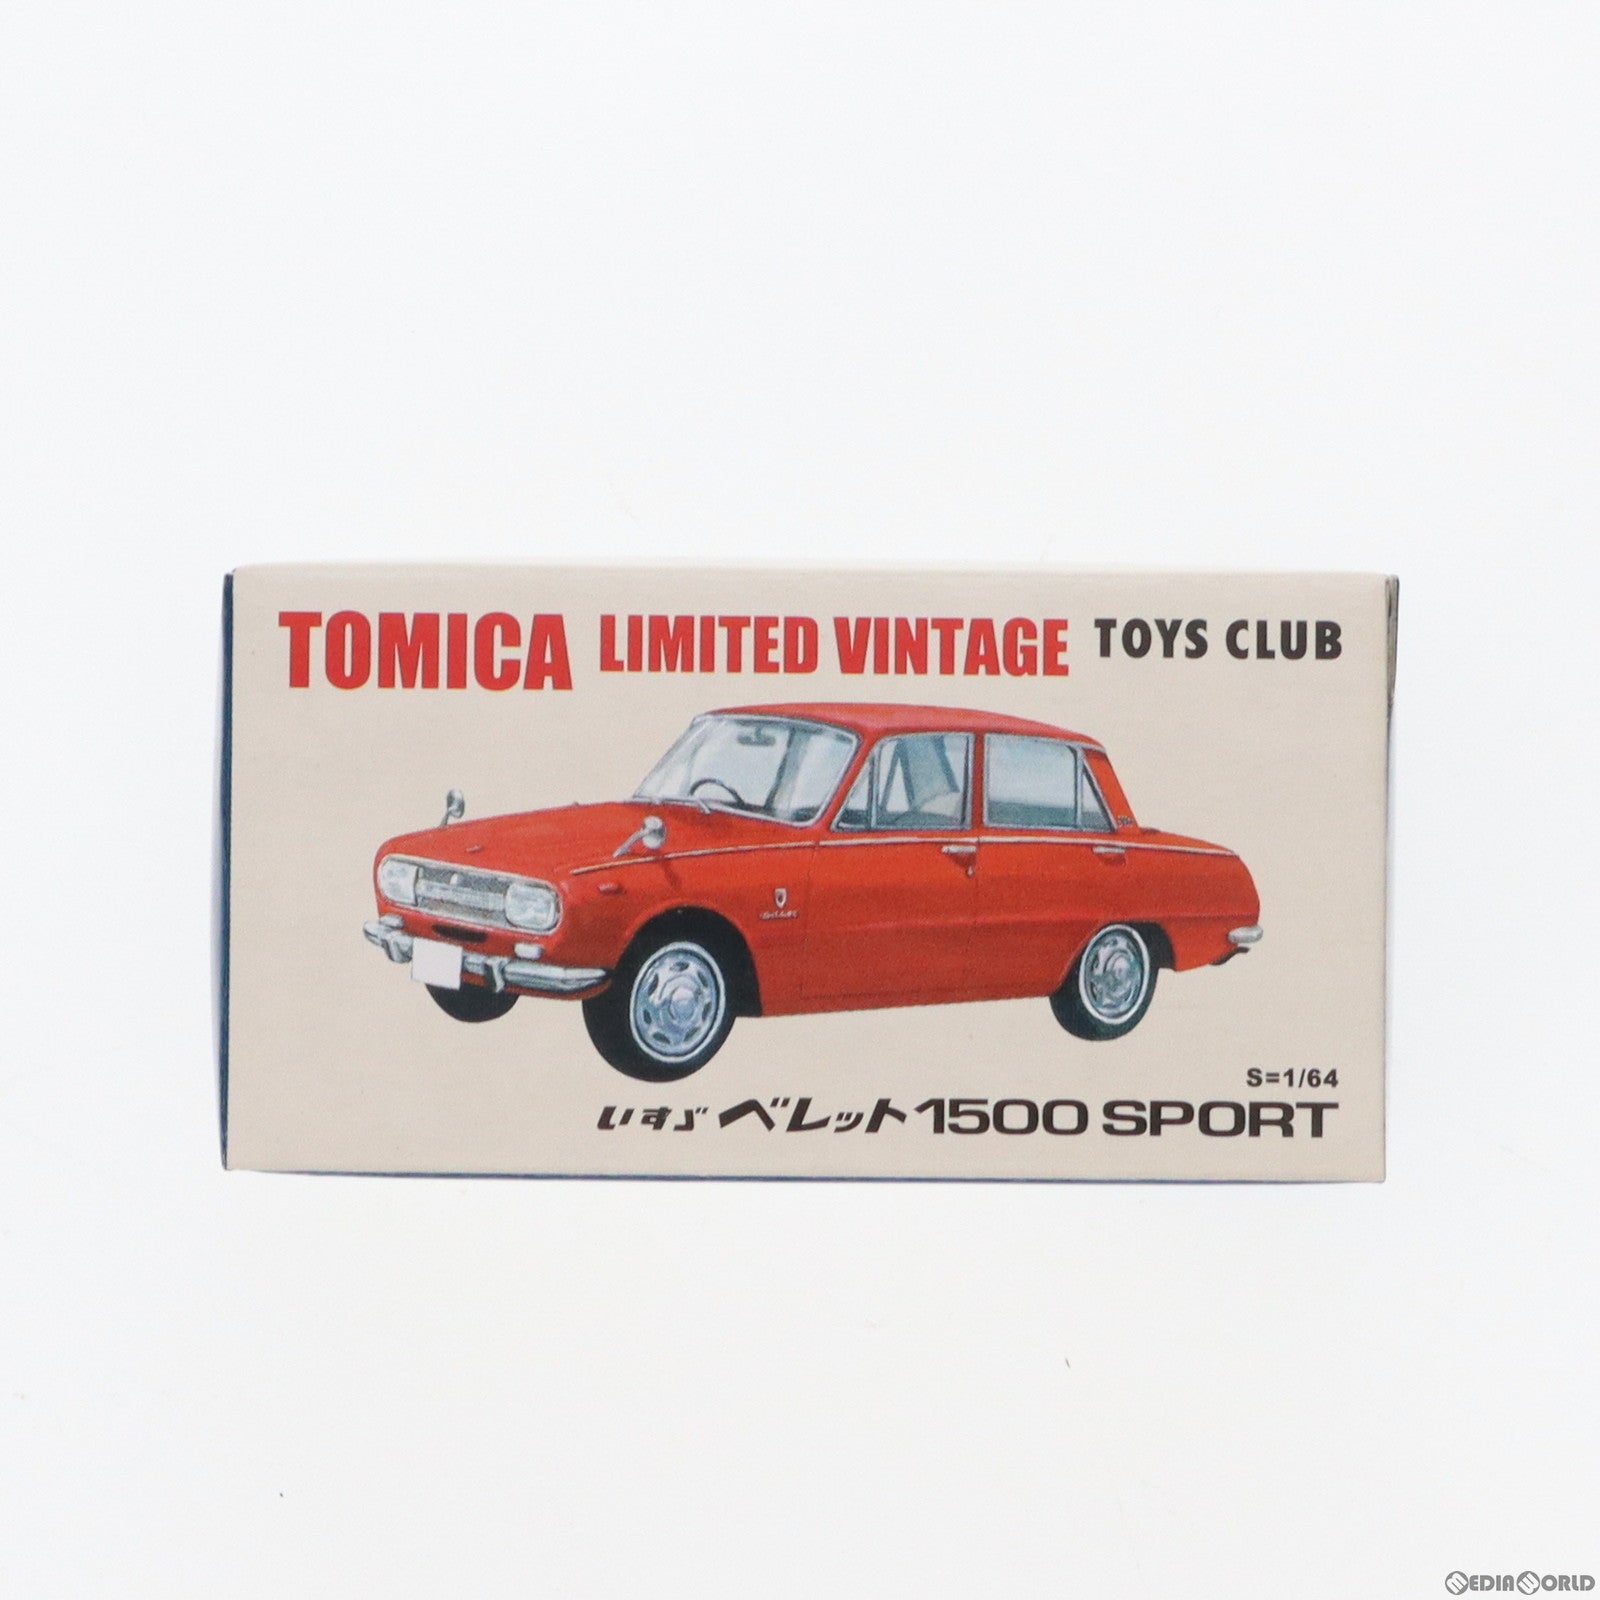 TOMICA LIMITED VINTAGE TOYS CLUB
S=1/64
いすゞ ベレット1500 SPORT
MEDIAWORLD